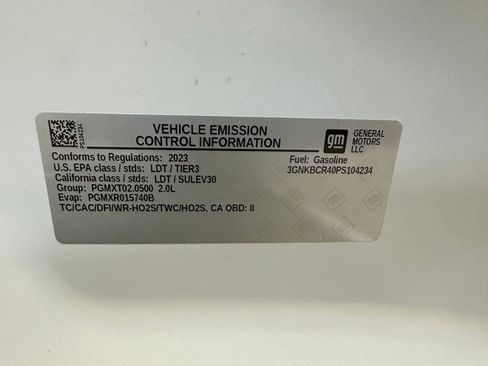 PS104234
VEHICLE EMISSION
CONTROL INFORMATION
gm
GENERAL
MOTORS
LLC
Conforms to Regulations: 2023
U.S. EPA class / stds: LDT / TIER3
California class / stds: LDT / SULEV30
Group: PGMXT02.0500 2.0L
Evap: PGMXR015740B
TC/CAC/DFI/WR-HO2S/TWC/HO2S, CA OBD: II
Fuel: Gasoline
3GNKBCR40PS104234